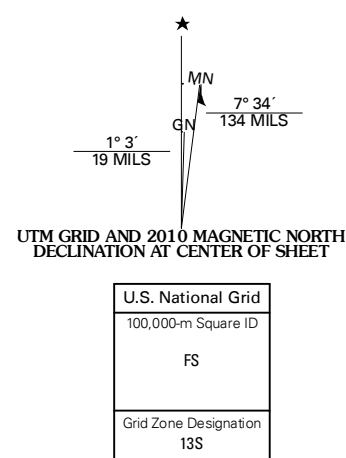 MN
7° 34´
134 MILS
GN
1° 3´
19 MILS
UTM GRID AND 2010 MAGNETIC NORTH
DECLINATION AT CENTER OF SHEET
U.S. National Grid
100,000-m Square ID
FS
Grid Zone Designation
13S